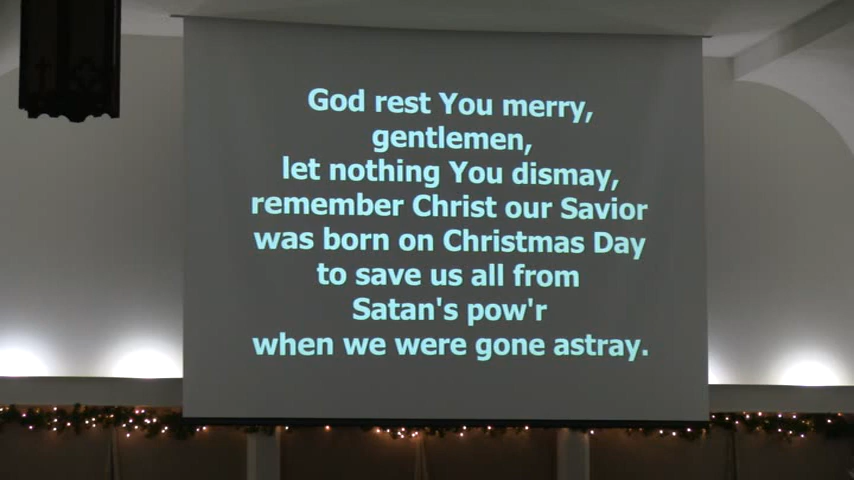 God rest You merry,
gentlemen,
let nothing You dismay,
remember Christ our Savior
was born on Christmas Day
to save us all from
Satan's pow'r
when we were gone astray.